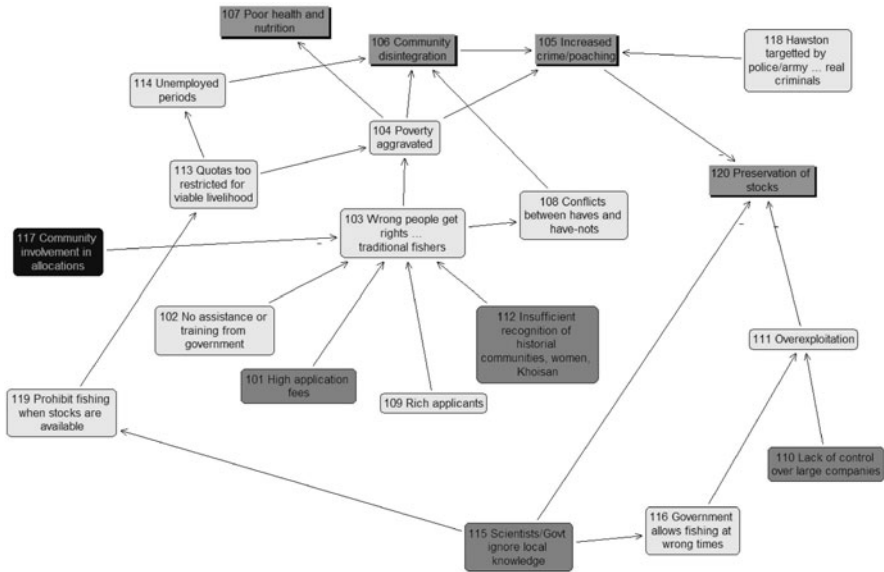 107 Poor health and
nutrition
106 Community
disintegration
105 Increased
crime/poaching
118 Hawston
targetted by
police/army ... real
criminals
114 Unemployed
periods
104 Poverty
aggravated
113 Quotas too
restricted for
viable livelihood
120 Preservation of
stocks
108 Conflicts
between haves and
have-nots
103 Wrong people get
rights ...
traditional fishers
117 Community
involvement in
allocations
102 No assistance or
training from
government
112 Insufficient
recognition of
historial
communities, women,
Khoisan
111 Overexploitation
101 High application
fees
109 Rich applicants
119 Prohibit fishing
when stocks are
available
110 Lack of control
over large companies
116 Government
allows fishing at
wrong times
115 Scientists/Govt
ignore local
knowledge